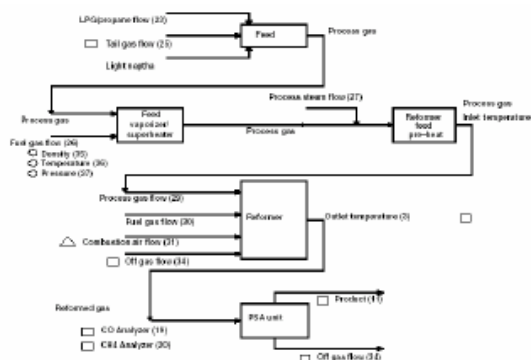 LPG/propane flow (23)
Tail gas flow (25)
Light naptha
Feed
Process gas
Process steam flow (27)
Process gas
Inlet temperature
Process gas
Feed
vaporizer/
superheater
Process gas
Reformer
feed
pre-heat
Fuel gas flow (26)
Density (35)
Temperature (36)
Pressure (37)
Process gas flow (29)
Fuel gas flow (30)
Combustion air flow (31)
Off gas flow (34)
Reformer
Outlet temperature (3)
Reformed gas
CO Analyzer (19)
CH4 Analyzer (20)
PSA unit
Product (11)
Off gas flow (34)